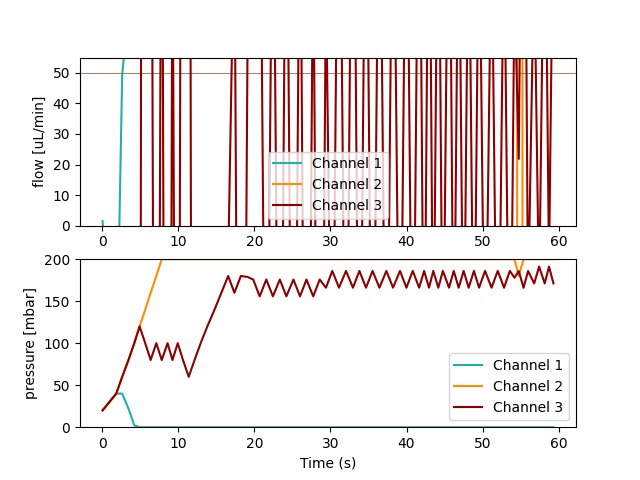 flow [uL/min]
50
40
30
20
10
0
Channel 1
Channel 2
Channel 3
0 10 20 30 40 50 60
pressure [mbar]
200
150
100
50
0
Channel 1
Channel 2
Channel 3
0 10 20 30 40 50 60
Time (s)